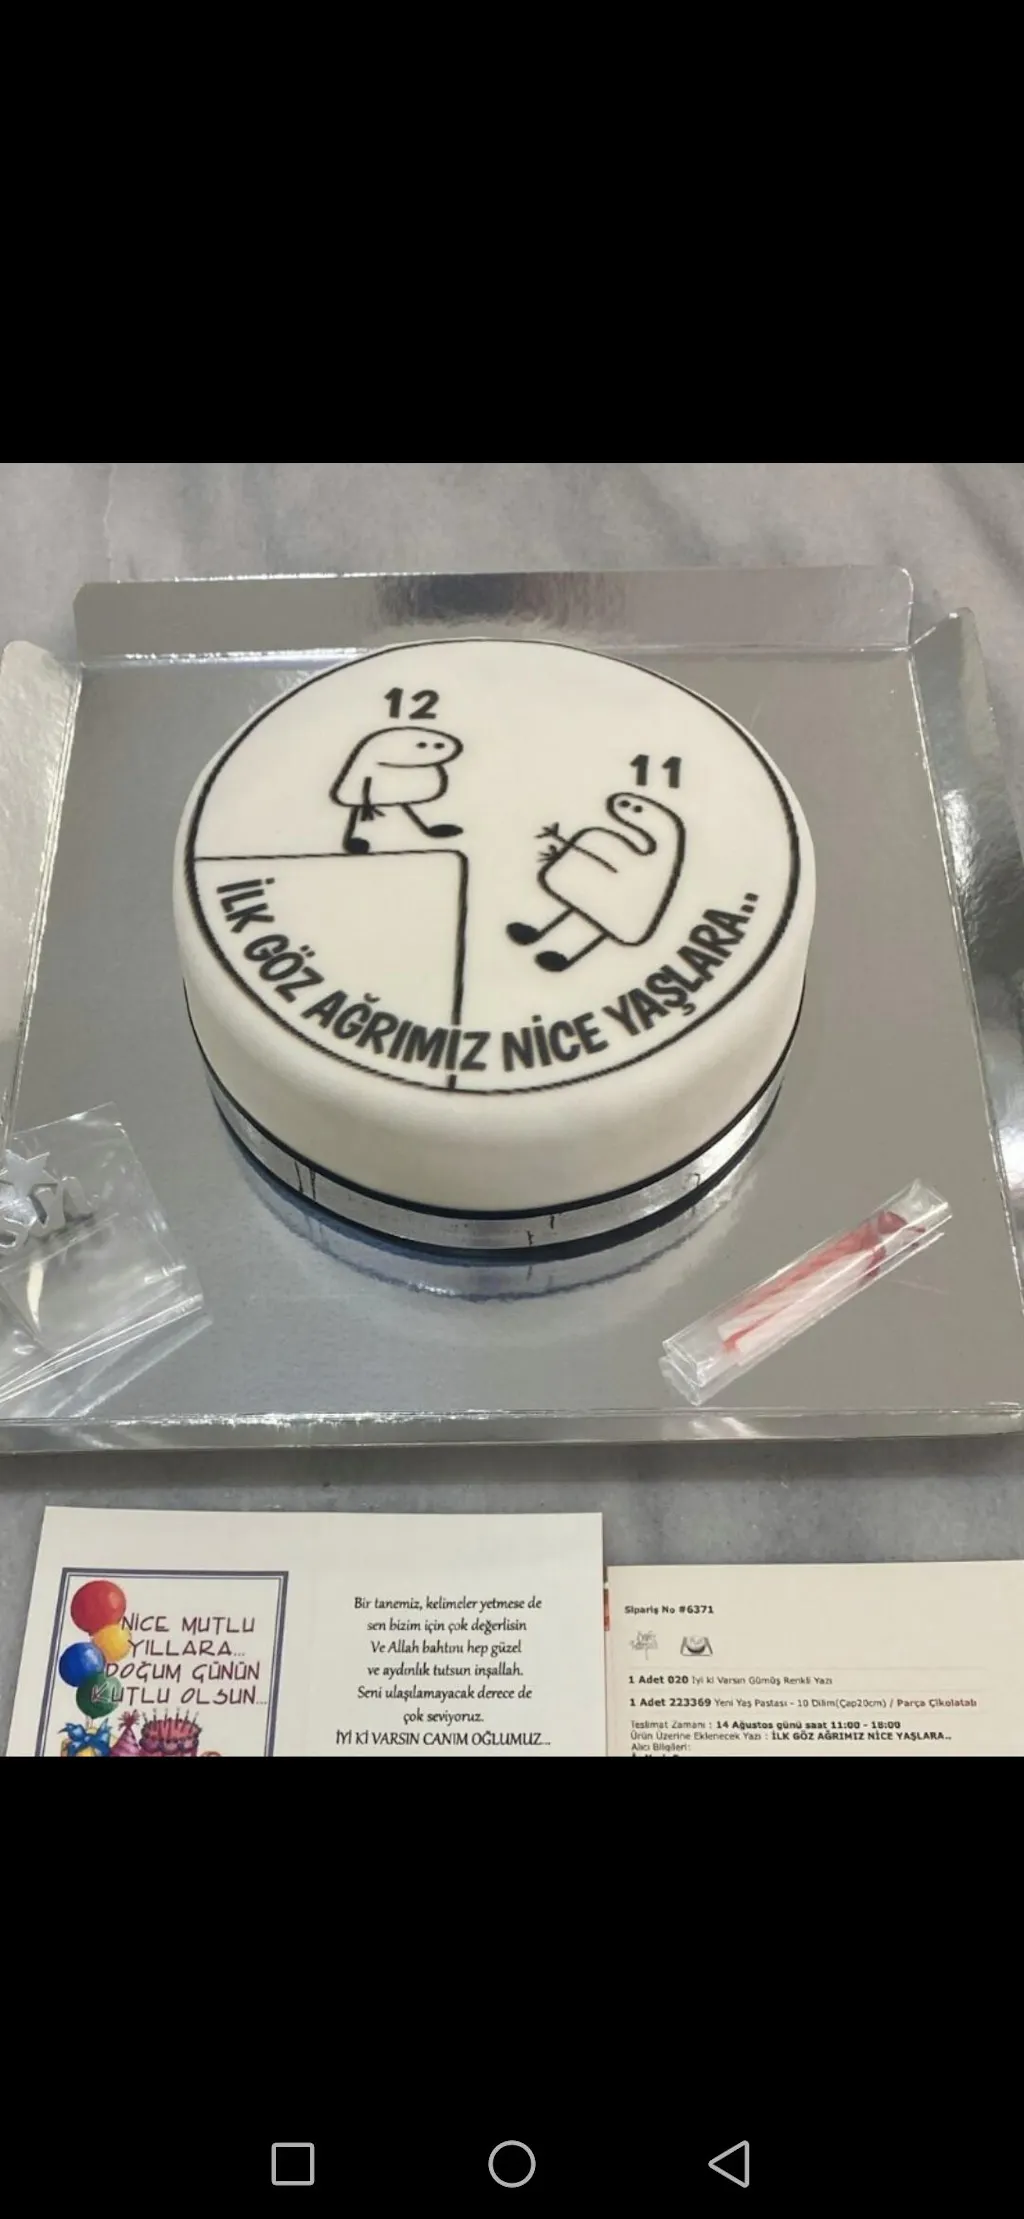 12
11
İLK GÖZ AĞRIMIZ NİCE YAŞLARA..
NİCE MUTLU
YILLARA...
DOĞUM GÜNÜN
KUTLU OLSUN...
Bir tanemiz, kelimeler yetmese de
sen bizim için çok değerlisin
Ve Allah bahtını hep güzel
ve aydınlık tutsun inşallah.
Seni ulaşılamayacak derece de
çok seviyoruz.
İYİ Kİ VARSIN CANIM OĞLUMUZ...
Sipariş No #6371
1 Adet 020 İyi ki Varsın Gümüş Renkli Yazı
1 Adet 223369 Yeni Yaş Pastası - 10 Dilim(Çap20cm) / Parça Çikolatalı
Teslimat Zamanı : 14 Ağustos günü saat 11:00 - 18:00
Ürün Üzerine Eklenecek Yazı : İLK GÖZ AĞRIMIZ NİCE YAŞLARA..
Alıcı Bilgileri: